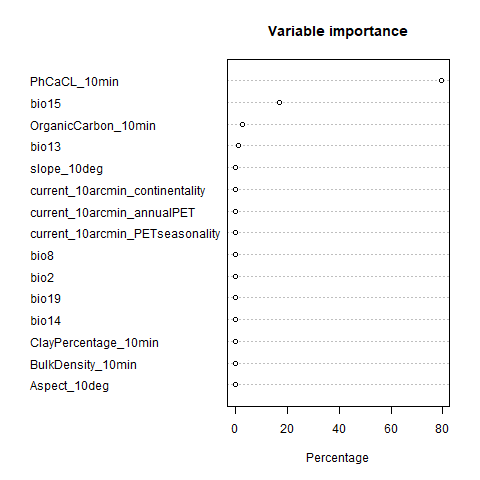 Variable importance
PhCaCL_10min
bio15
OrganicCarbon_10min
bio13
slope_10deg
current_10arcmin_continentality
current_10arcmin_annualPET
current_10arcmin_PETseasonality
bio8
bio2
bio19
bio14
ClayPercentage_10min
BulkDensity_10min
Aspect_10deg
0 20 40 60 80
Percentage